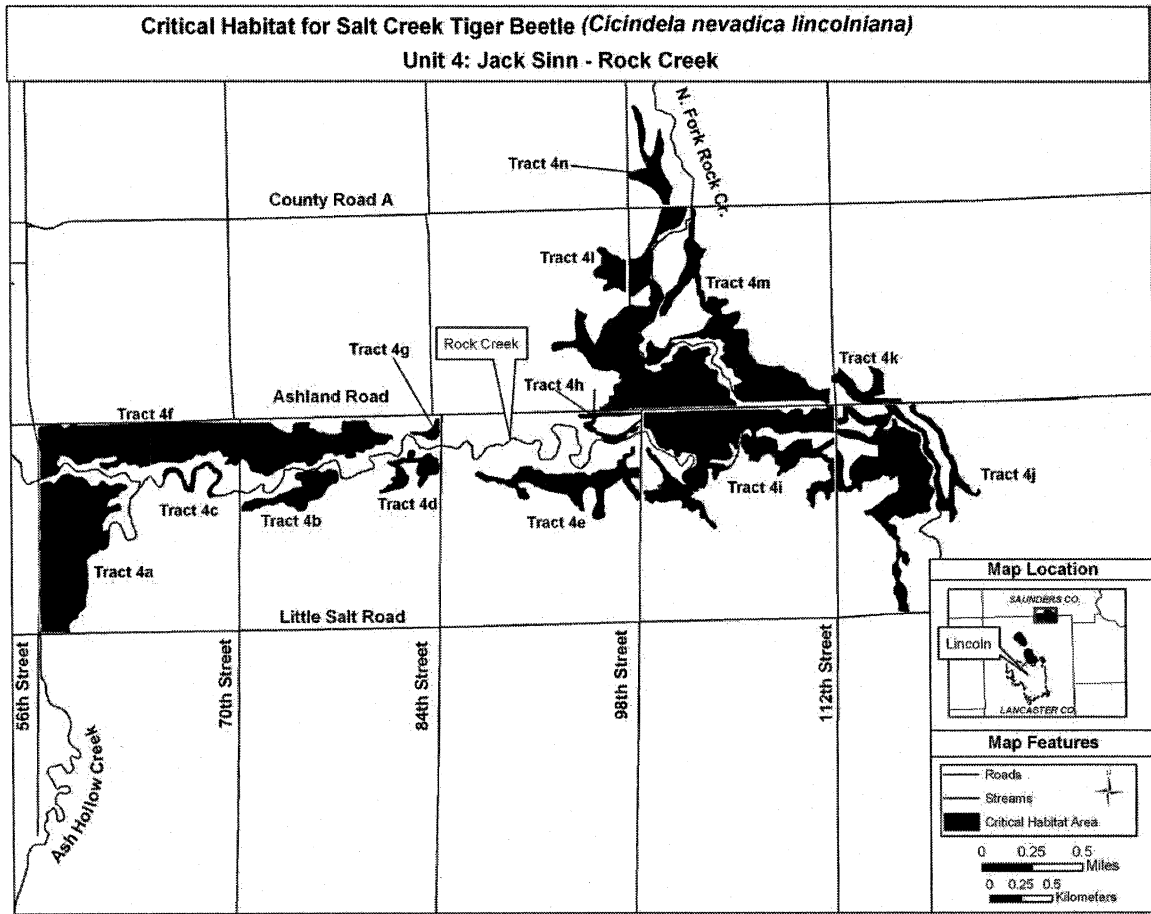 Critical Habitat for Salt Creek Tiger Beetle (Cicindela nevadica lincolniana)
Unit 4: Jack Sinn - Rock Creek
N. Fork Rock Cr.
Tract 4n
County Road A
Tract 4l
Tract 4m
Tract 4g
Rock Creek
Tract 4k
Tract 4h
Ashland Road
Tract 4f
Tract 4j
Tract 4c
Tract 4b
Tract 4d
Tract 4e
Tract 4i
Tract 4a
Little Salt Road
56th Street
70th Street
84th Street
98th Street
112th Street
Ash Hollow Creek
Map Location
SAUNDERS CO.
Lincoln
LANCASTER CO.
Map Features
Roads
Streams
Critical Habitat Area
N
0 0.25 0.5
Miles
0 0.25 0.5
Kilometers